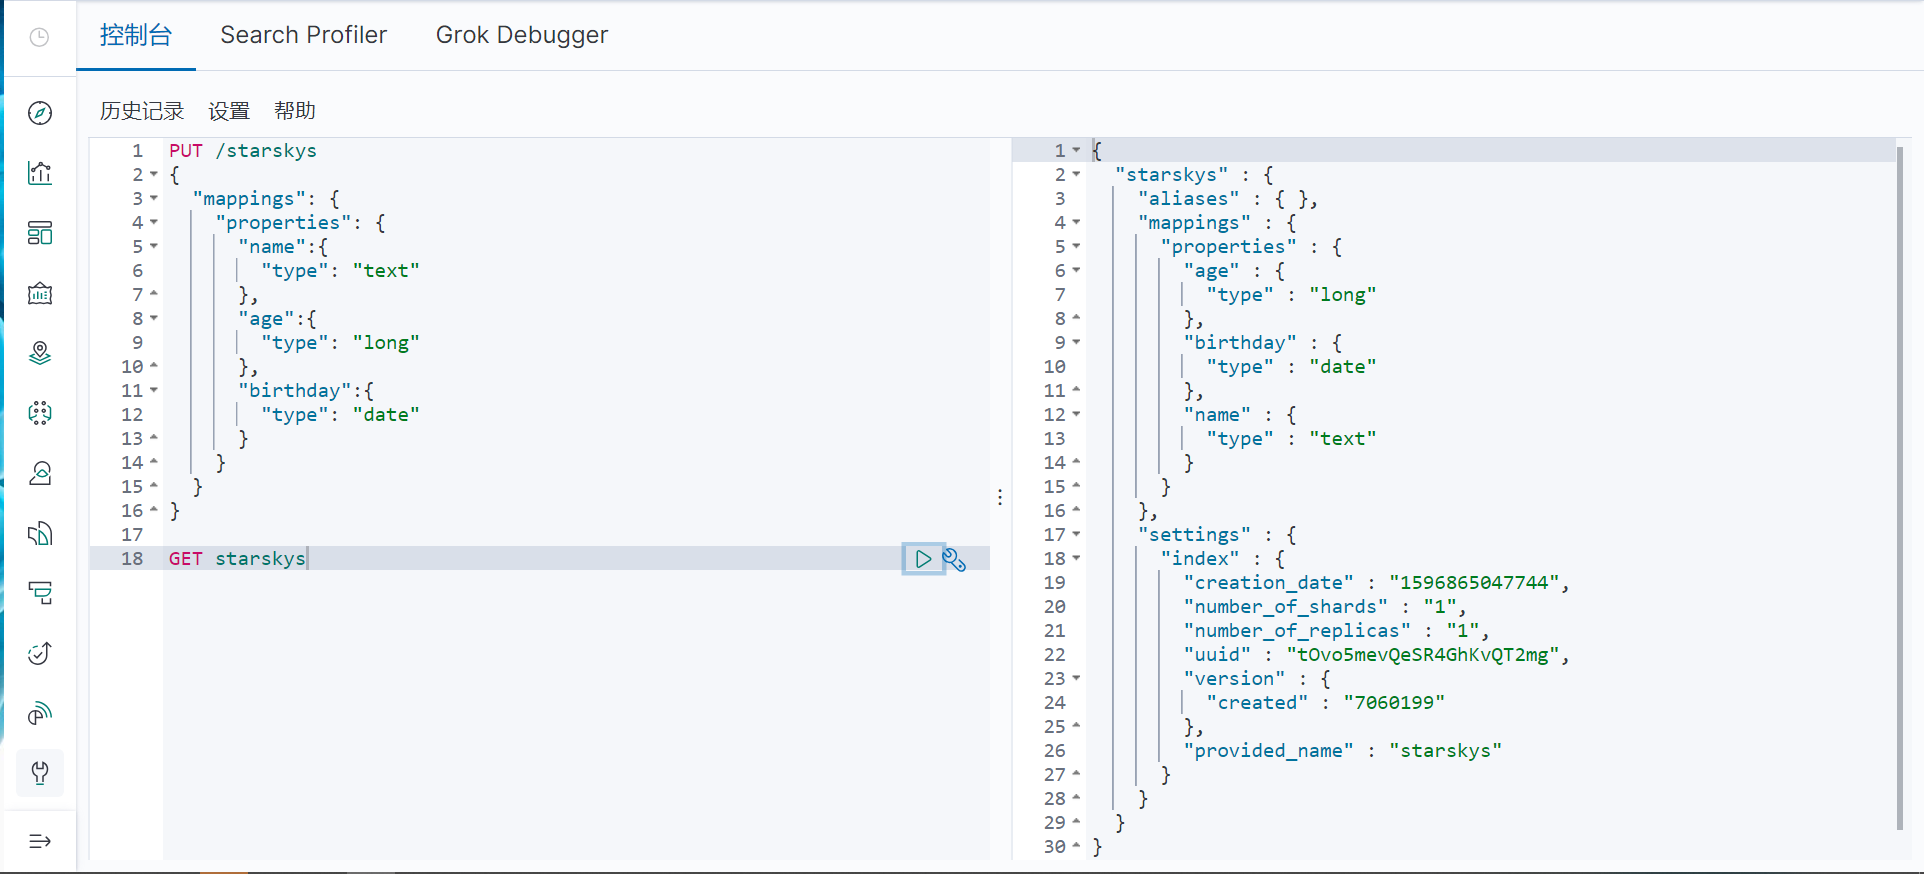 控制台 Search Profiler Grok Debugger
历史记录 设置 帮助
1 PUT /starskys
2 {
3 "mappings": {
4 "properties": {
5 "name":{
6 "type": "text"
7 },
8 "age":{
9 "type": "long"
10 },
11 "birthday":{
12 "type": "date"
13 }
14 }
15 }
16 }
17
18 GET starskys
1 {
2 "starskys" : {
3 "aliases" : { },
4 "mappings" : {
5 "properties" : {
6 "age" : {
7 "type" : "long"
8 },
9 "birthday" : {
10 "type" : "date"
11 },
12 "name" : {
13 "type" : "text"
14 }
15 }
16 },
17 "settings" : {
18 "index" : {
19 "creation_date" : "1596865047744",
20 "number_of_shards" : "1",
21 "number_of_replicas" : "1",
22 "uuid" : "tOvo5mevQeSR4GhKvQT2mg",
23 "version" : {
24 "created" : "7060199"
25 },
26 "provided_name" : "starskys"
27 }
28 }
29 }
30 }